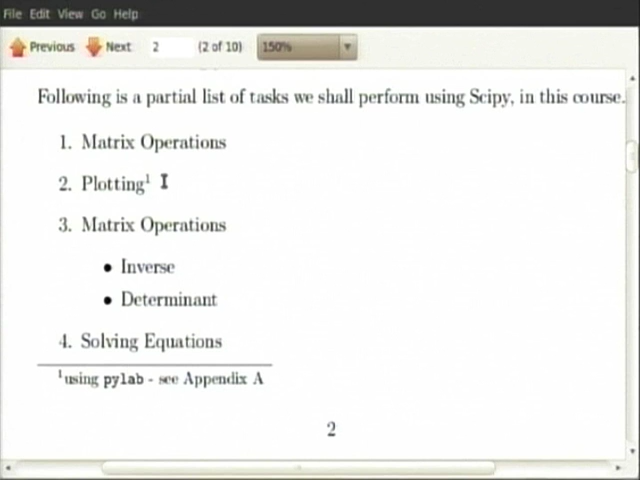 File Edit View Go Help
Previous Next 2 (2 of 10) 150%
Following is a partial list of tasks we shall perform using Scipy, in this course.
1. Matrix Operations
2. Plotting¹
3. Matrix Operations
• Inverse
• Determinant
4. Solving Equations
¹using pylab - see Appendix A
2